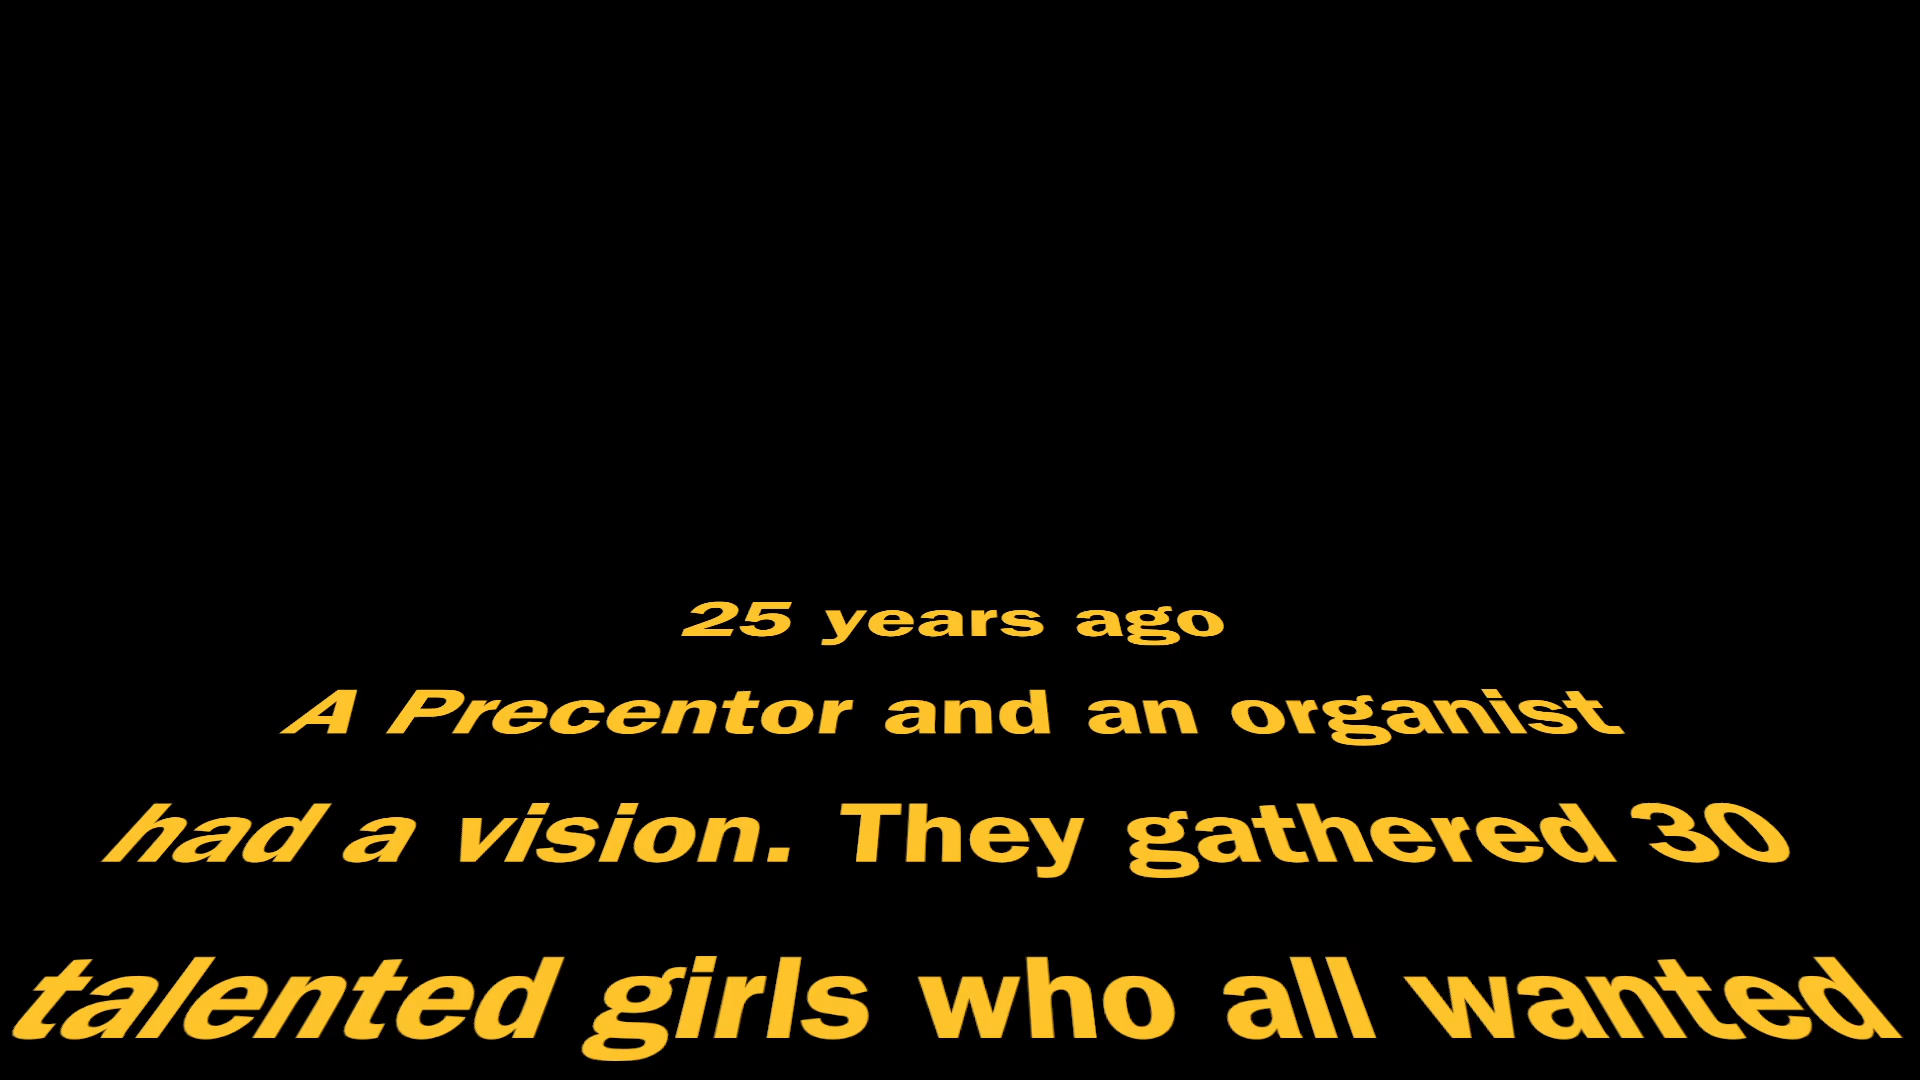 25 years ago
A Precentor and an organist
had a vision. They gathered 30
talented girls who all wanted